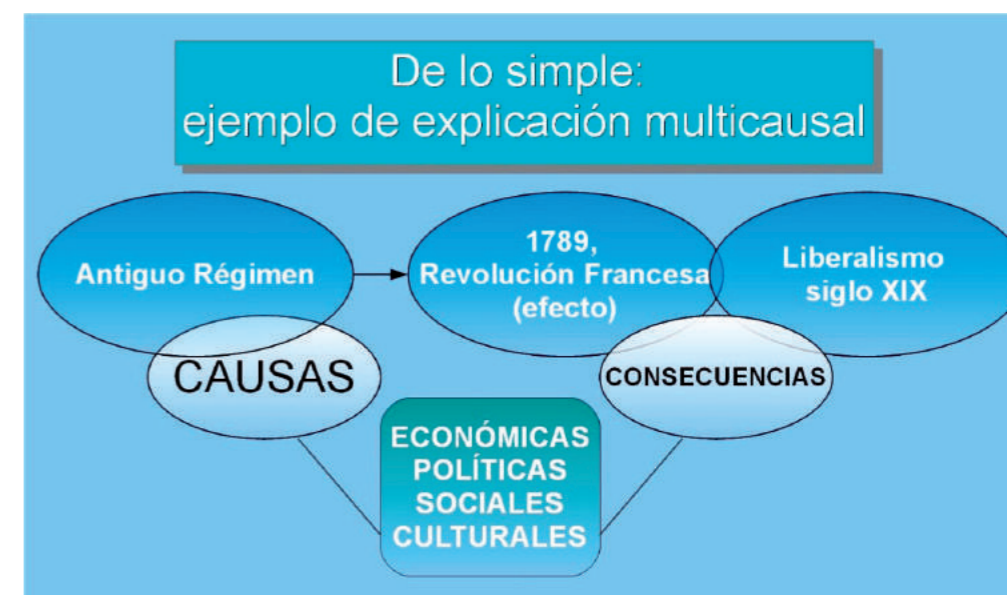 De lo simple:
ejemplo de explicación multicausal
Antiguo Régimen
1789,
Revolución Francesa
(efecto)
Liberalismo
siglo XIX
CAUSAS
CONSECUENCIAS
ECONÓMICAS
POLÍTICAS
SOCIALES
CULTURALES